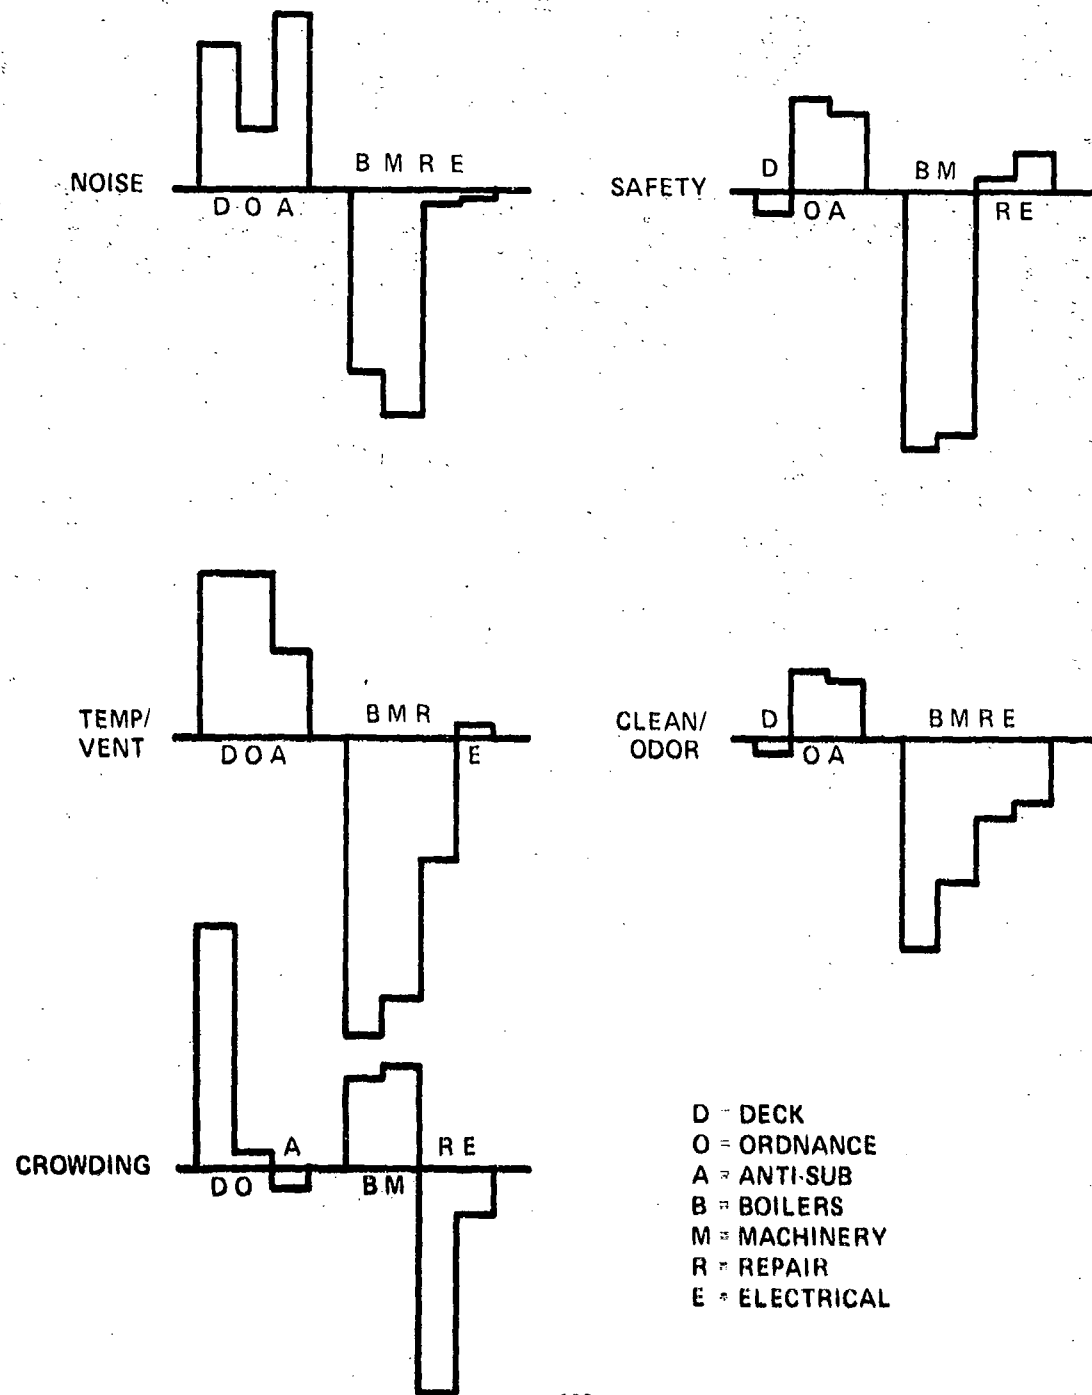 B M R E
NOISE
D O A
D
B M
SAFETY
O A
R E
B M R
TEMP/
VENT
D O A
E
D
B M R E
CLEAN/
ODOR
O A
A
R E
CROWDING
D O
B M
D = DECK
O = ORDNANCE
A = ANTI-SUB
B = BOILERS
M = MACHINERY
R = REPAIR
E = ELECTRICAL